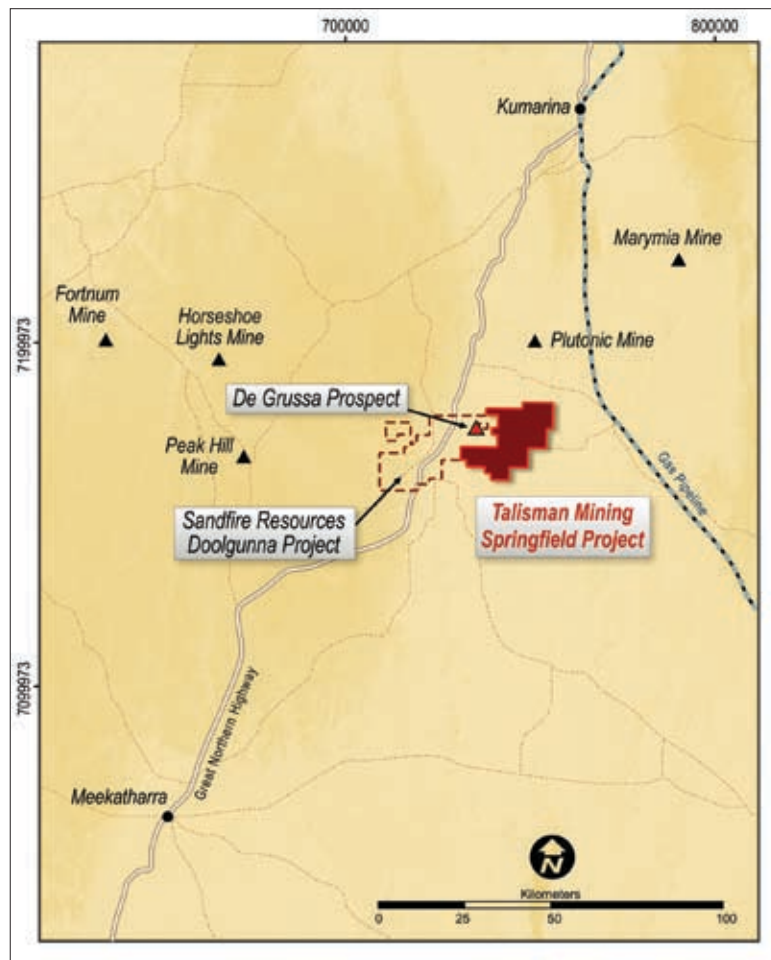 700000
800000
Kumarina
Marymia Mine
Fortnum
Mine
Horseshoe
Lights Mine
7199973
Plutonic Mine
De Grussa Prospect
Peak Hill
Mine
Gas Pipeline
Sandfire Resources
Doolgunna Project
Talisman Mining
Springfield Project
7099973
Great Northern Highway
Meekatharra
N
Kilometers
0 25 50 100